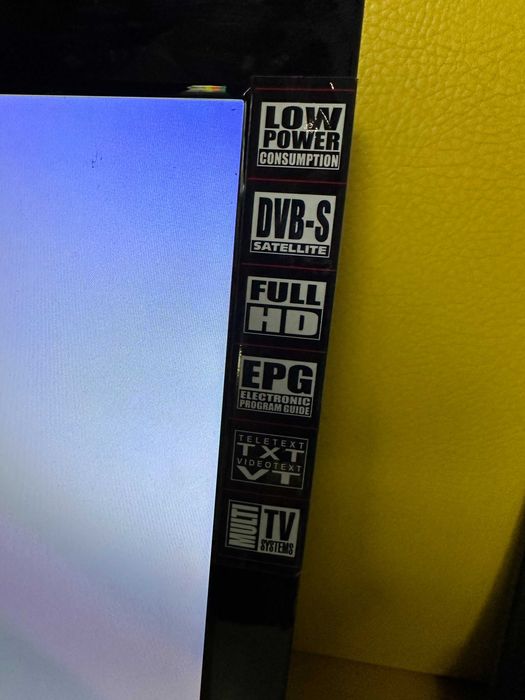 LOW
POWER
CONSUMPTION
DVB-S
SATELLITE
FULL
HD
EPG
ELECTRONIC
PROGRAM GUIDE
TELETEXT
TXT
VIDEOTEXT
VT
MULTI
TV
SYSTEMS